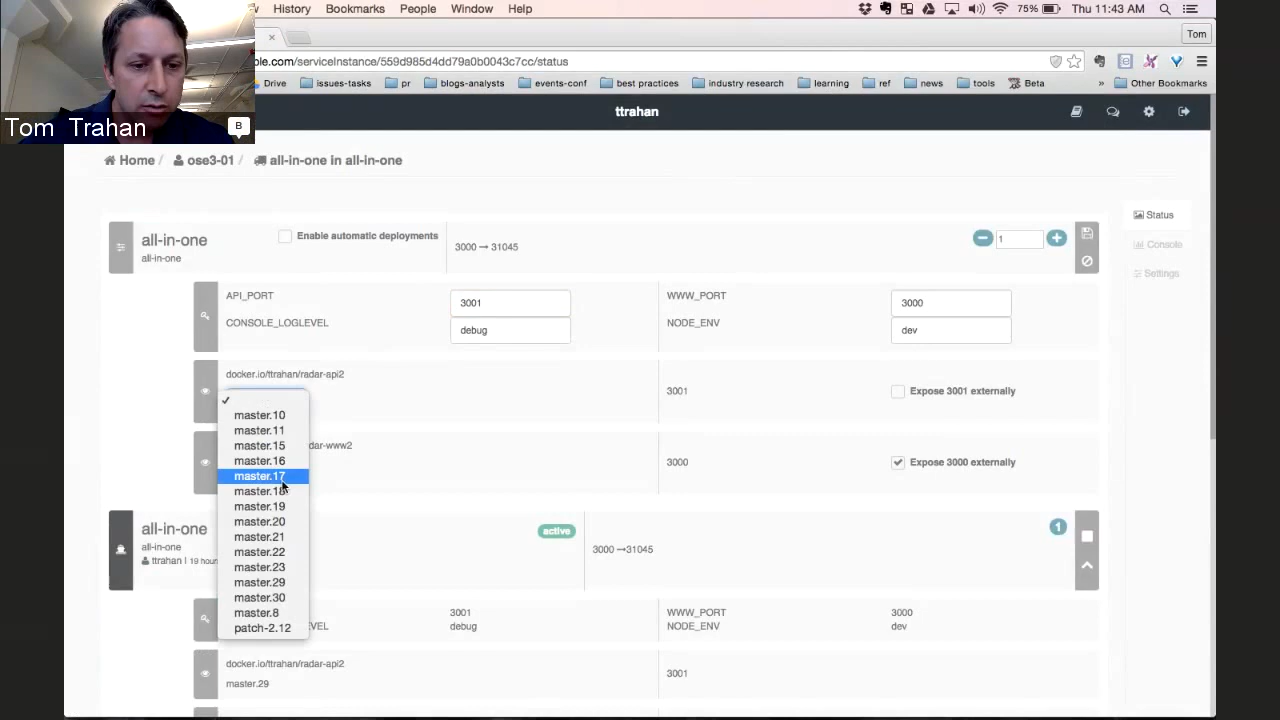 History Bookmarks People Window Help 75% Thu 11:43 AM
Tom
ple.com/serviceInstance/559d985d4dd79a0b0043c7cc/status
Drive issues-tasks pr blogs-analysts events-conf best practices industry research learning ref news tools Beta » Other Bookmarks
Tom Trahan
B
ttrahan
Home / ose3-01 / all-in-one in all-in-one
Status
Console
Settings
all-in-one
all-in-one
Enable automatic deployments
3000 → 31045
1
API_PORT
3001
WWW_PORT
3000
CONSOLE_LOGLEVEL
debug
NODE_ENV
dev
docker.io/ttrahan/radar-api2
3001
Expose 3001 externally
master.10
master.11
master.15
master.16
master.17
master.18
master.19
master.20
master.21
master.22
master.23
master.29
master.30
master.8
patch-2.12
dar-www2
3000
Expose 3000 externally
all-in-one
all-in-one
ttrahan | 19 hours
active
3000 →31045
1
3001
WWW_PORT
3000
EVEL
debug
NODE_ENV
dev
docker.io/ttrahan/radar-api2
master.29
3001